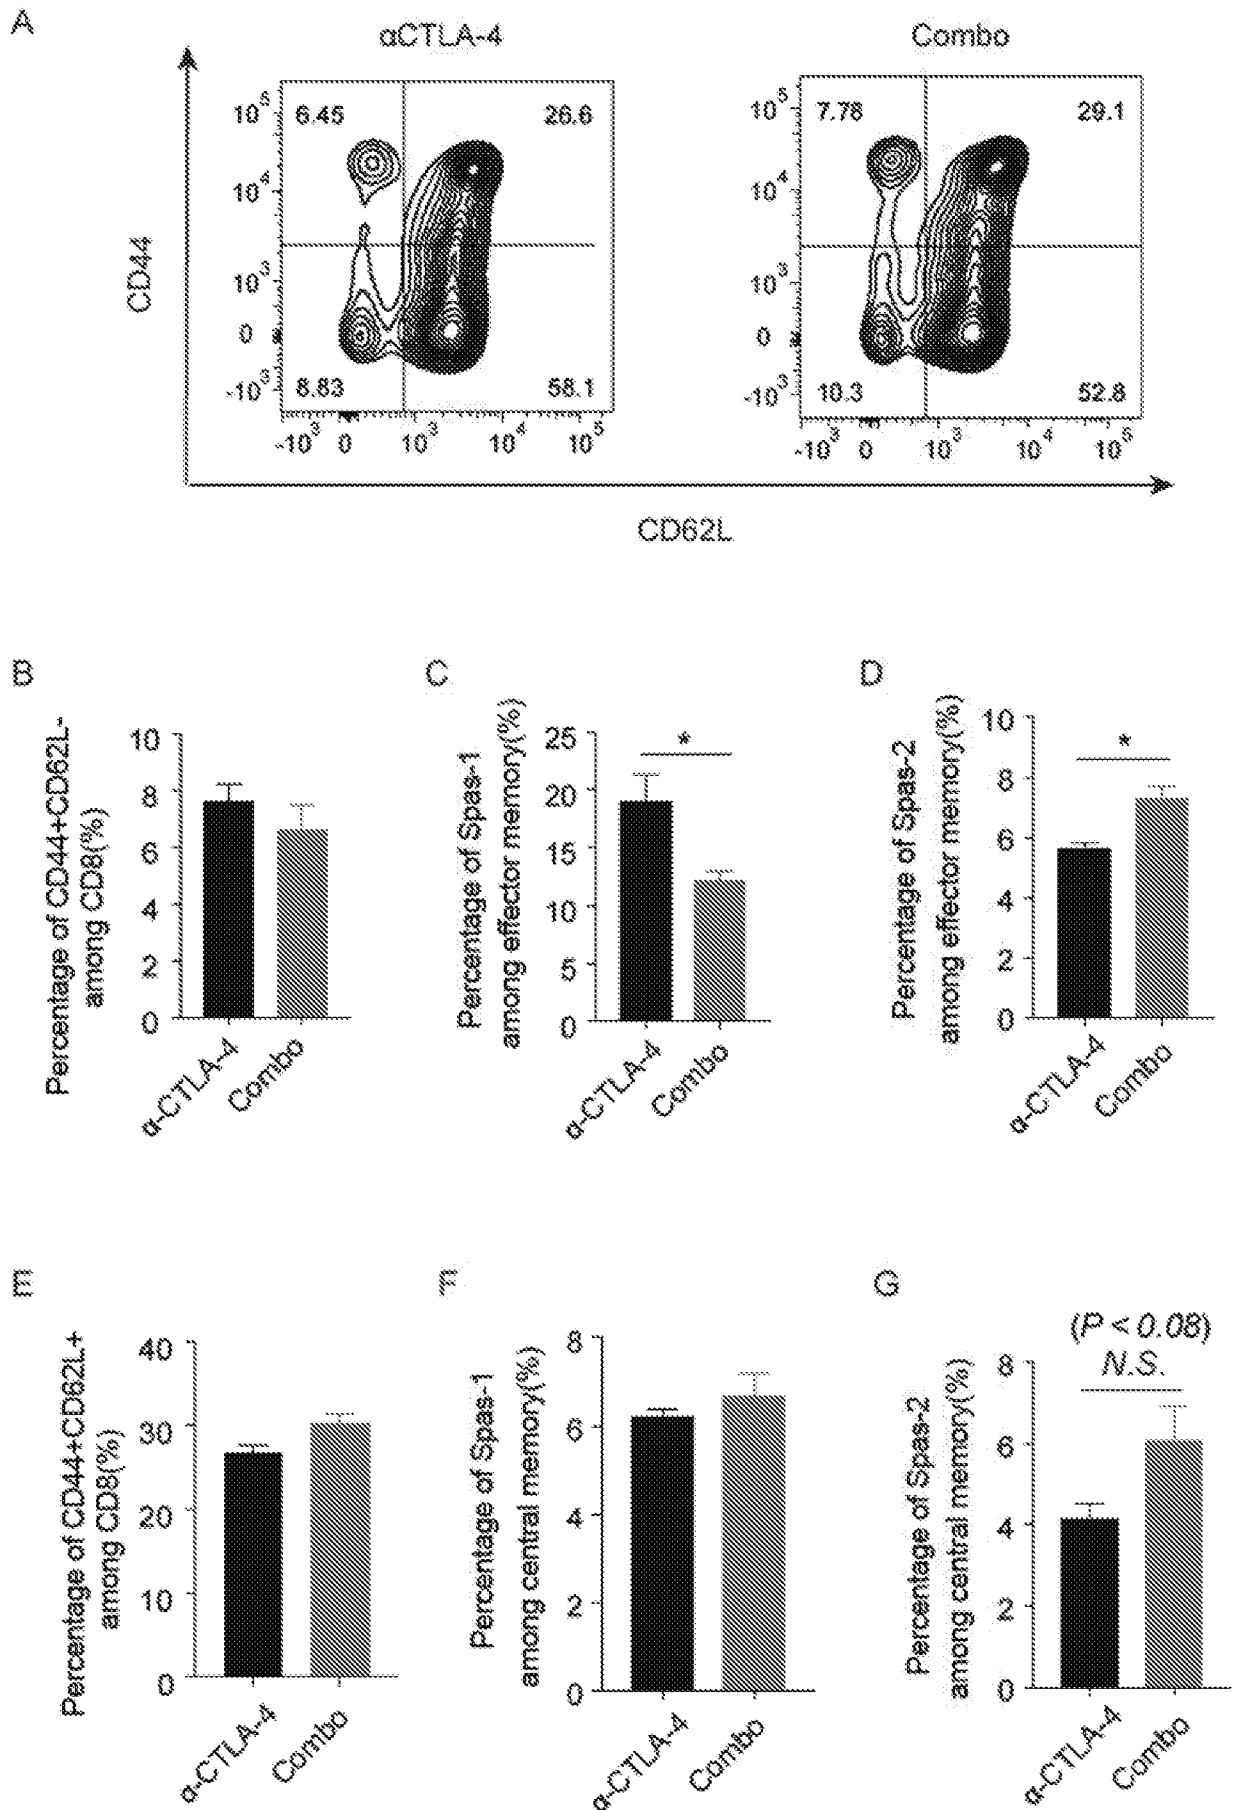 A
αCTLA-4
Combo
CD44
10^5
10^4
10^3
0
-10^3
6.45
26.6
8.83
58.1
-10^3 0 10^3 10^4 10^5
10^5
10^4
10^3
0
-10^3
7.78
29.1
10.3
52.8
-10^3 0 10^3 10^4 10^5
CD62L
B
Percentage of CD44+CD62L-
among CD8(%)
10
8
6
4
2
0
α-CTLA-4
Combo
C
Percentage of Spas-1
among effector memory(%)
25
20
15
10
5
0
*
α-CTLA-4
Combo
D
Percentage of Spas-2
among effector memory(%)
10
8
6
4
2
0
*
α-CTLA-4
Combo
E
Percentage of CD44+CD62L+
among CD8(%)
40
30
20
10
0
α-CTLA-4
Combo
F
Percentage of Spas-1
among central memory(%)
8
6
4
2
0
α-CTLA-4
Combo
G
Percentage of Spas-2
among central memory(%)
(P < 0.08)
N.S.
8
6
4
2
0
α-CTLA-4
Combo